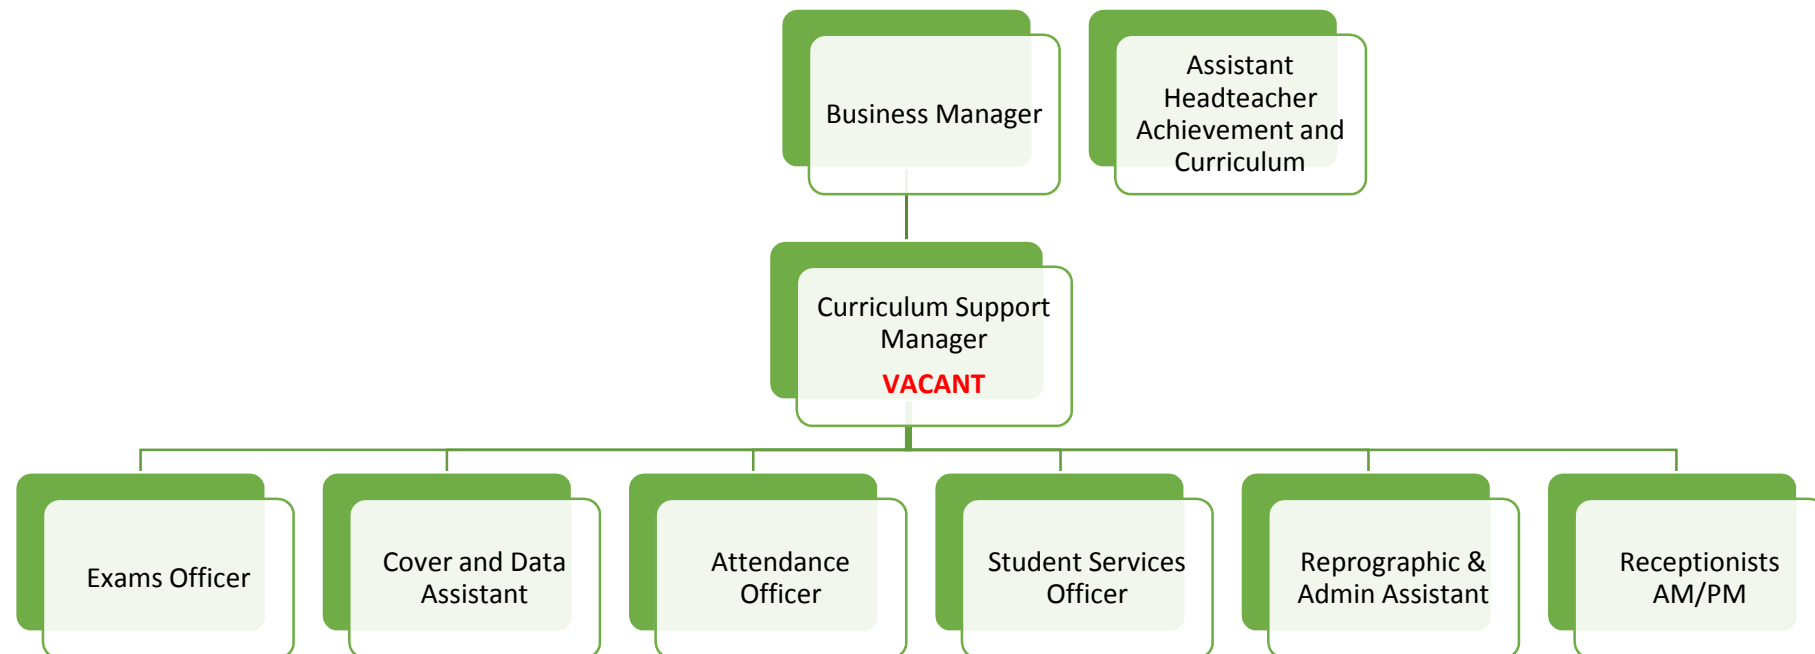 Business Manager
Assistant
Headteacher
Achievement and
Curriculum
Curriculum Support
Manager
VACANT
Exams Officer
Cover and Data
Assistant
Attendance
Officer
Student Services
Officer
Reprographic &
Admin Assistant
Receptionists
AM/PM